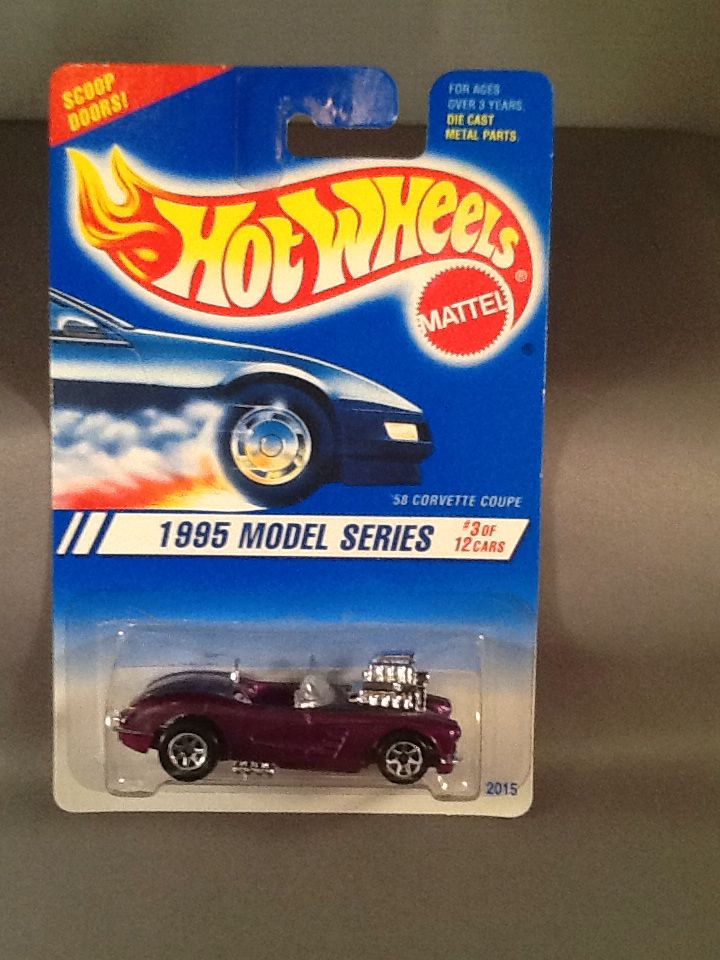 SCOOP
DOORS!
FOR AGES
OVER 3 YEARS
DIE CAST
METAL PARTS
HOT WHEELS ®
MATTEL
®
'58 CORVETTE COUPE
1995 MODEL SERIES
#3 OF
12 CARS
2015